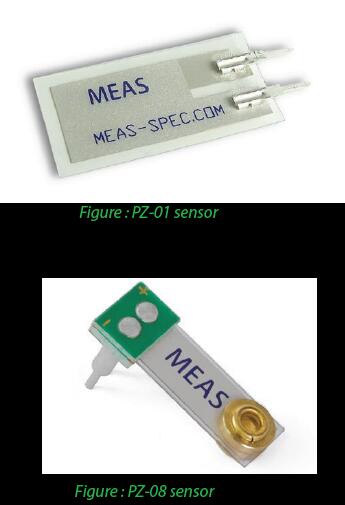 MEAS
MEAS-SPEC.COM
Figure : PZ-01 sensor
+
-
MEAS
Figure : PZ-08 sensor